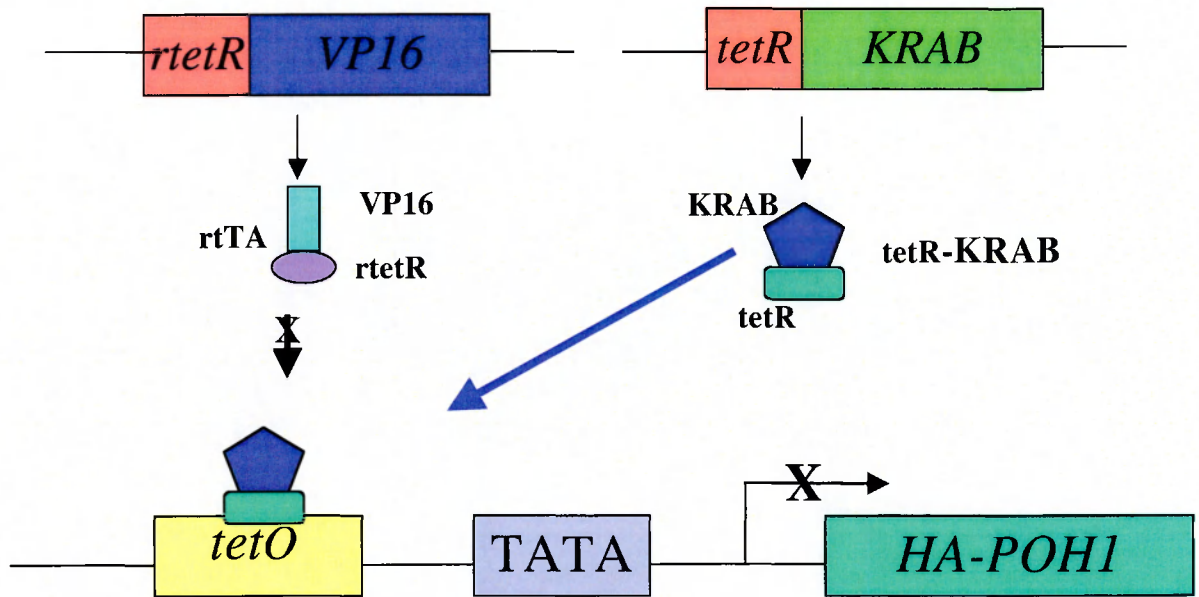 rtetR VP16
tetR KRAB
VP16
rtTA
rtetR
KRAB
tetR-KRAB
tetR
X
X
tetO
TATA
HA-POH1